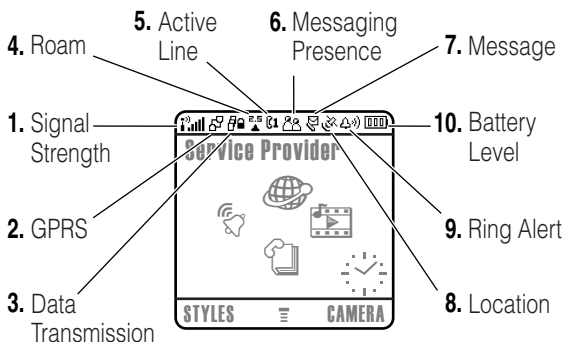 5. Active Line
6. Messaging Presence
4. Roam
7. Message
1. Signal Strength
10. Battery Level
Service Provider
2. GPRS
9. Ring Alert
3. Data Transmission
8. Location
STYLES
CAMERA